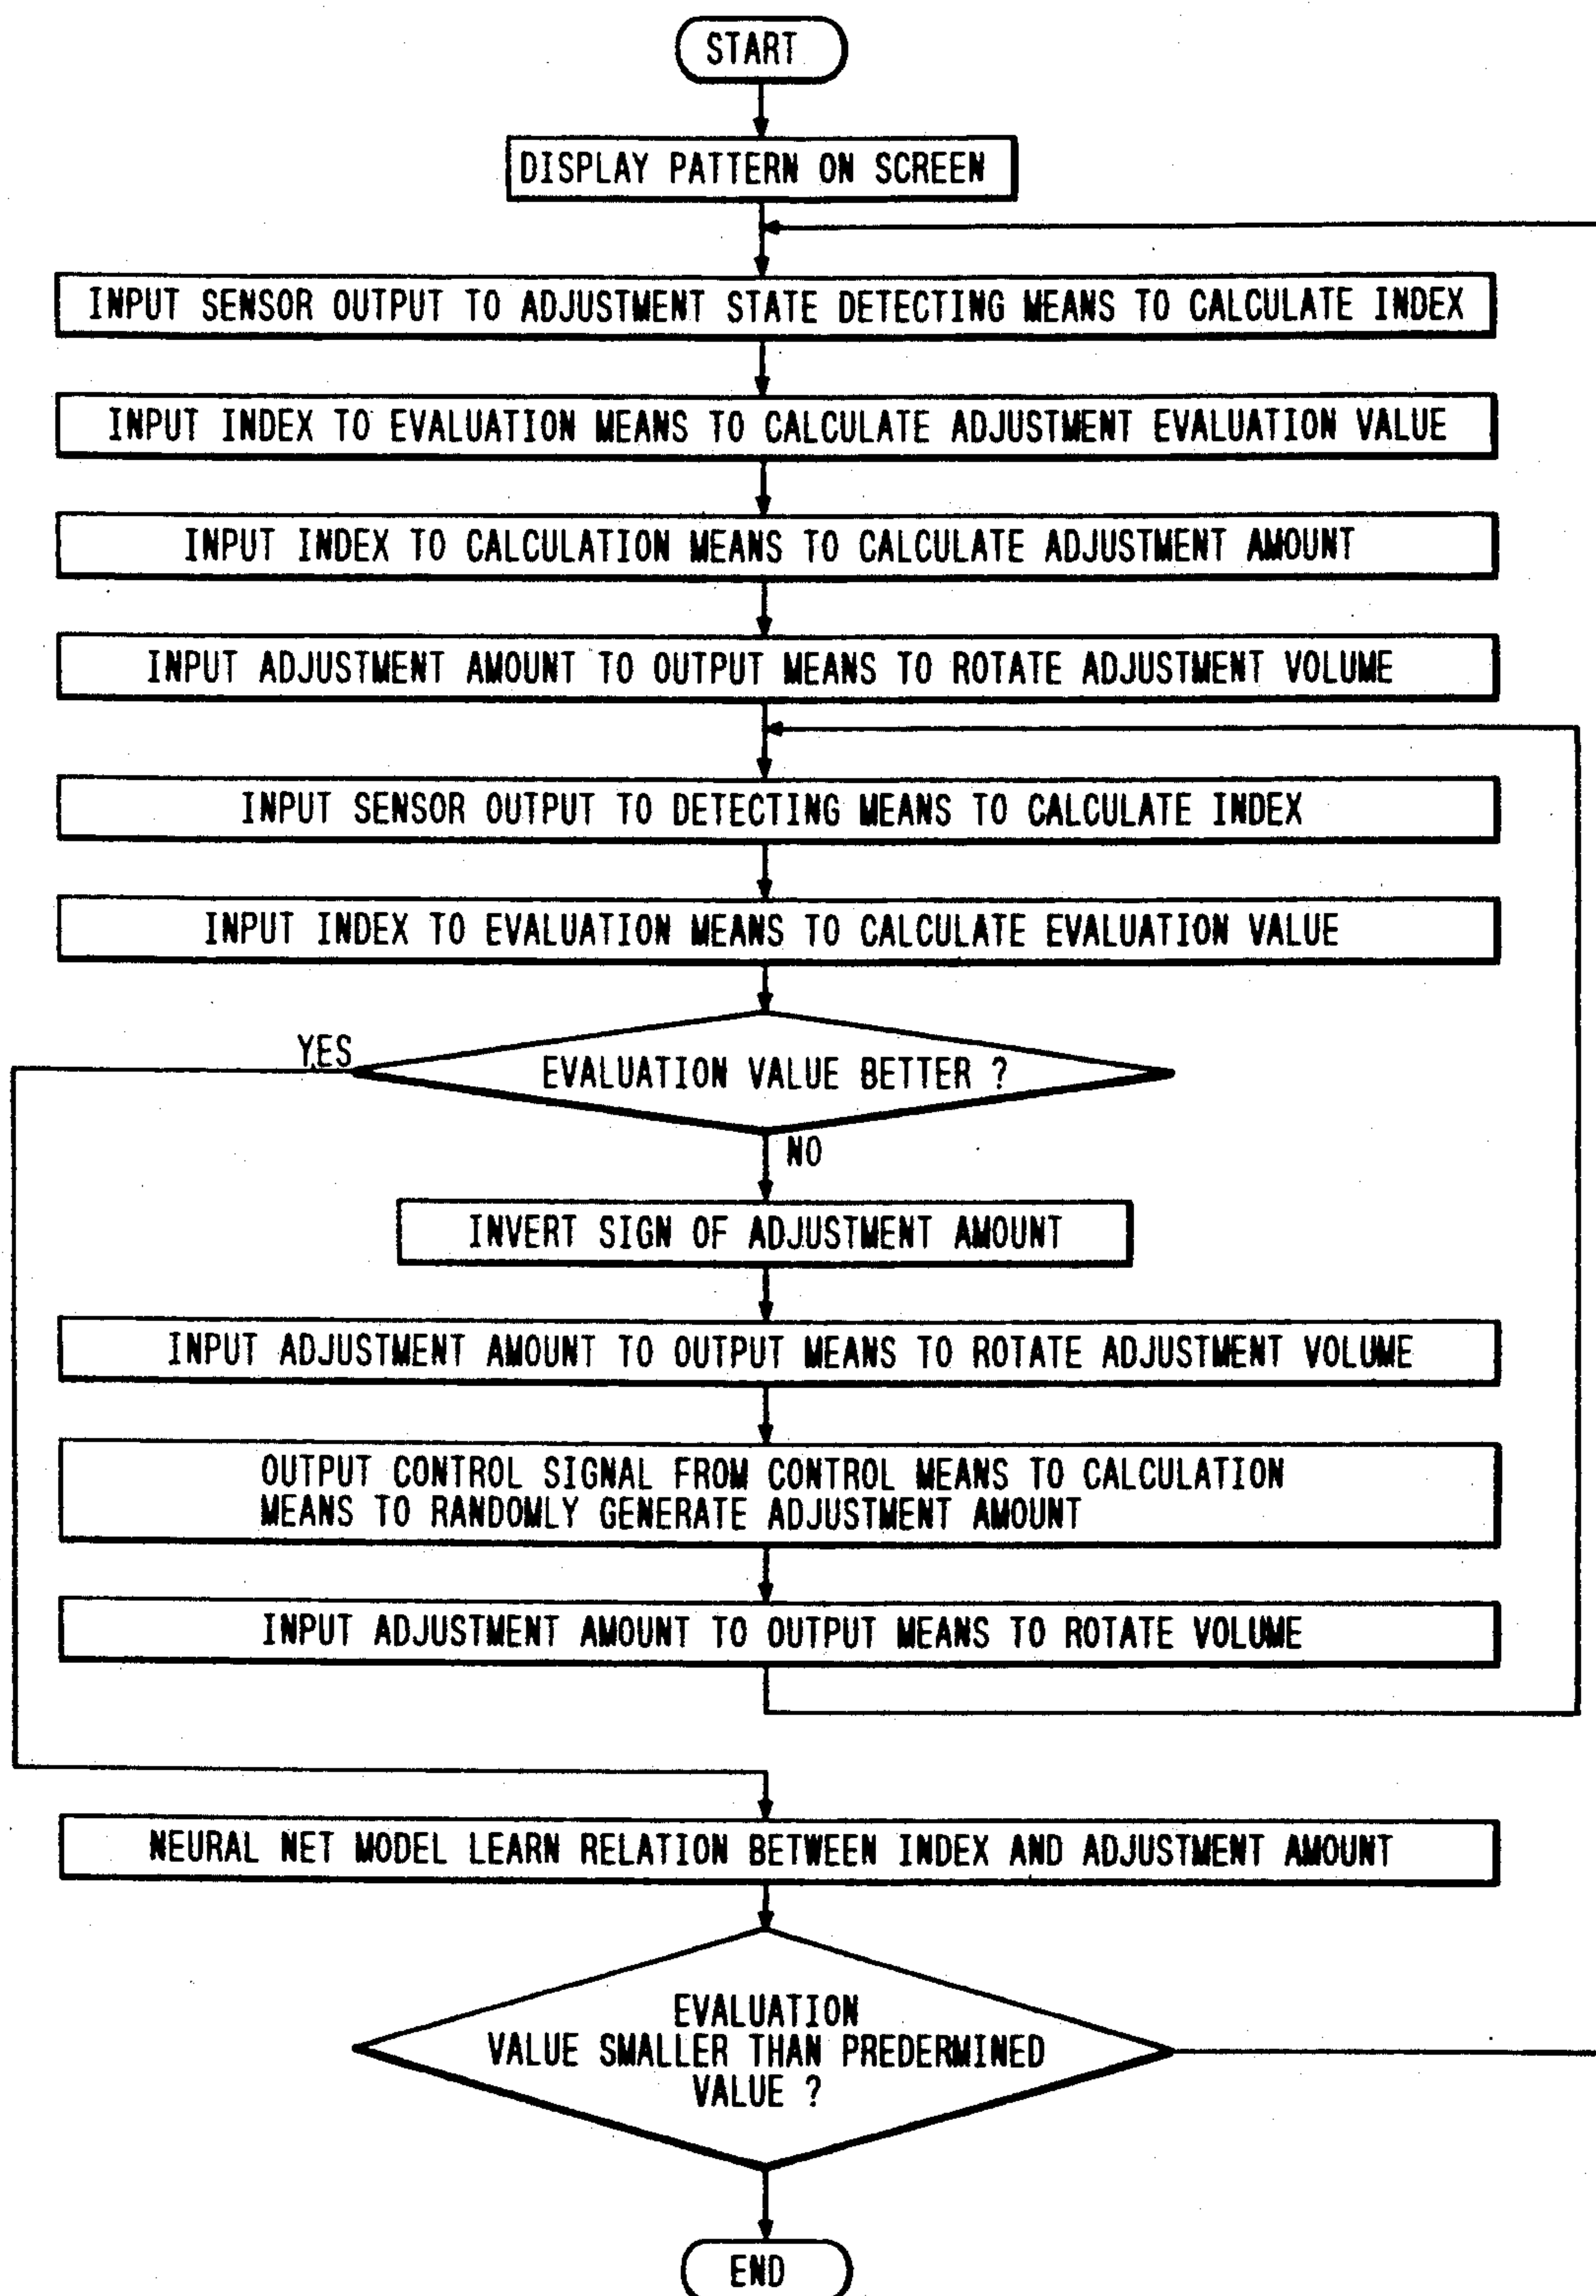 START
DISPLAY PATTERN ON SCREEN
INPUT SENSOR OUTPUT TO ADJUSTMENT STATE DETECTING MEANS TO CALCULATE INDEX
INPUT INDEX TO EVALUATION MEANS TO CALCULATE ADJUSTMENT EVALUATION VALUE
INPUT INDEX TO CALCULATION MEANS TO CALCULATE ADJUSTMENT AMOUNT
INPUT ADJUSTMENT AMOUNT TO OUTPUT MEANS TO ROTATE ADJUSTMENT VOLUME
INPUT SENSOR OUTPUT TO DETECTING MEANS TO CALCULATE INDEX
INPUT INDEX TO EVALUATION MEANS TO CALCULATE EVALUATION VALUE
YES
EVALUATION VALUE BETTER ?
NO
INVERT SIGN OF ADJUSTMENT AMOUNT
INPUT ADJUSTMENT AMOUNT TO OUTPUT MEANS TO ROTATE ADJUSTMENT VOLUME
OUTPUT CONTROL SIGNAL FROM CONTROL MEANS TO CALCULATION
MEANS TO RANDOMLY GENERATE ADJUSTMENT AMOUNT
INPUT ADJUSTMENT AMOUNT TO OUTPUT MEANS TO ROTATE VOLUME
NEURAL NET MODEL LEARN RELATION BETWEEN INDEX AND ADJUSTMENT AMOUNT
EVALUATION
VALUE SMALLER THAN PREDERMINED
VALUE ?
END